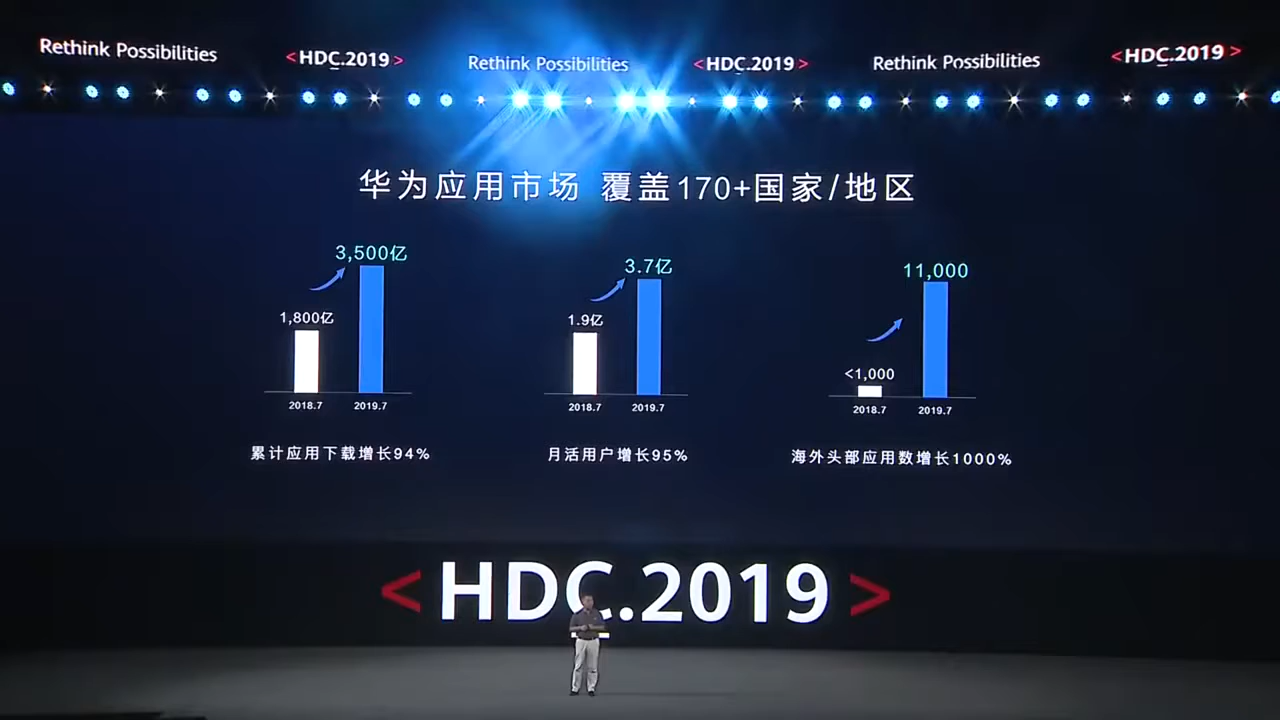 Rethink Possibilities <HDC.2019> Rethink Possibilities <HDC.2019> Rethink Possibilities <HDC.2019>
华为应用市场 覆盖170+国家/地区
1,800亿
3,500亿
2018.7 2019.7
累计应用下载增长94%
1.9亿
3.7亿
2018.7 2019.7
月活用户增长95%
<1,000
11,000
2018.7 2019.7
海外头部应用数增长1000%
<HDC.2019>